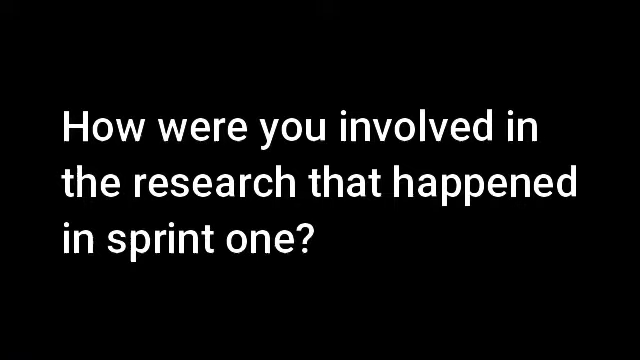 How were you involved in
the research that happened
in sprint one?